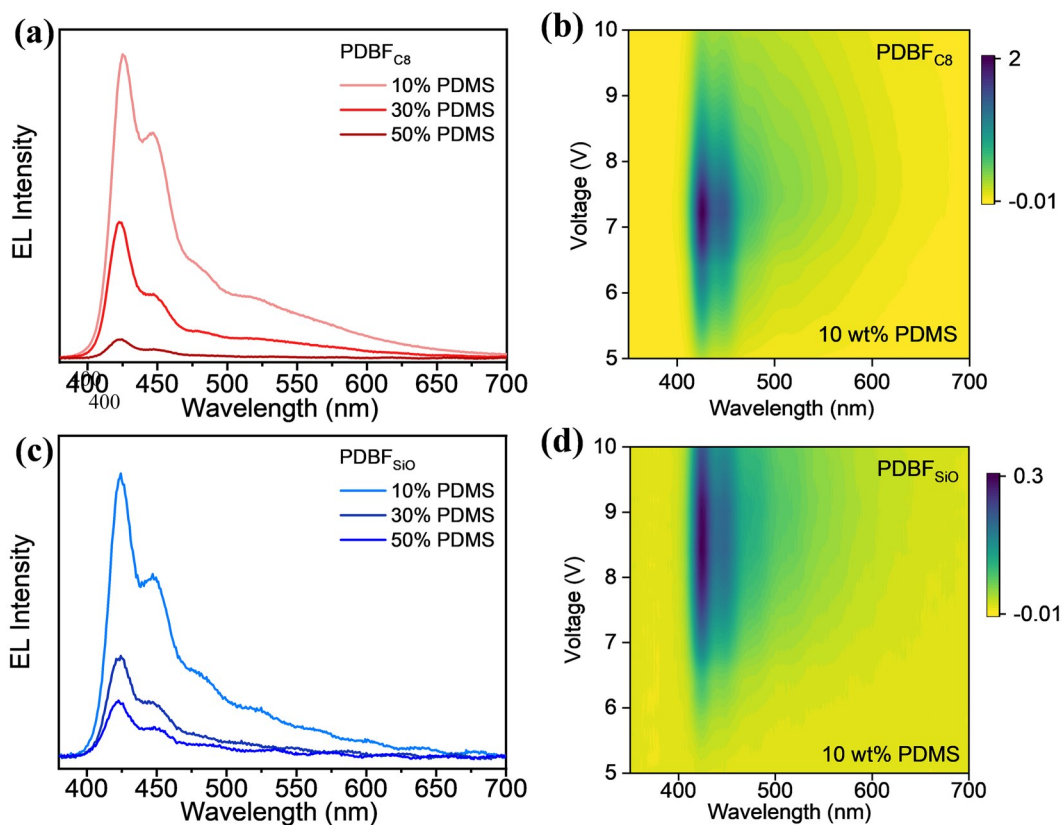 (a)
PDBF_C8
10% PDMS
30% PDMS
50% PDMS
EL Intensity
400 450 500 550 600 650 700
400
400
Wavelength (nm)
(b)
PDBF_C8
10
9
8
7
6
5
Voltage (V)
10 wt% PDMS
400 500 600 700
Wavelength (nm)
2
-0.01
(c)
PDBF_SiO
10% PDMS
30% PDMS
50% PDMS
EL Intensity
400 450 500 550 600 650 700
Wavelength (nm)
(d)
PDBF_SiO
10
9
8
7
6
5
Voltage (V)
10 wt% PDMS
400 500 600 700
Wavelength (nm)
0.3
-0.01